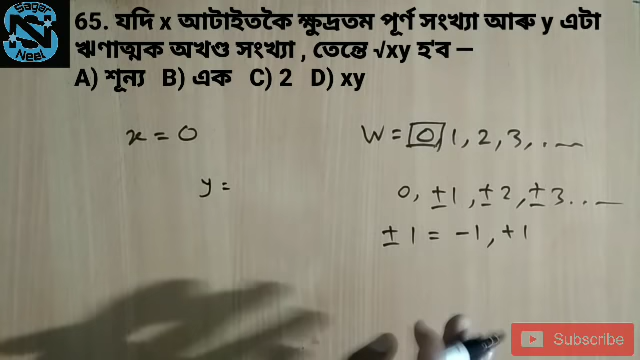 Sagar
Neel
65. যদি x আটাইতকৈ ক্ষুদ্ৰতম পূৰ্ণ সংখ্যা আৰু y এটা
ঋণাত্মক অখণ্ড সংখ্যা , তেন্তে √xy হ'ব —
A) শূন্য B) এক C) 2 D) xy
x = 0
W = 0, 1, 2, 3, . . —
y =
0, ± 1, ± 2, ± 3 . . . —
± 1 = -1, +1
Subscribe